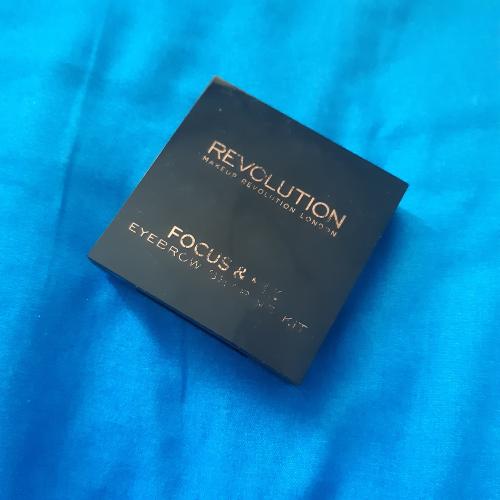 REVOLUTION
MAKEUP REVOLUTION LONDON
FOCUS &
EYEBROW KIT